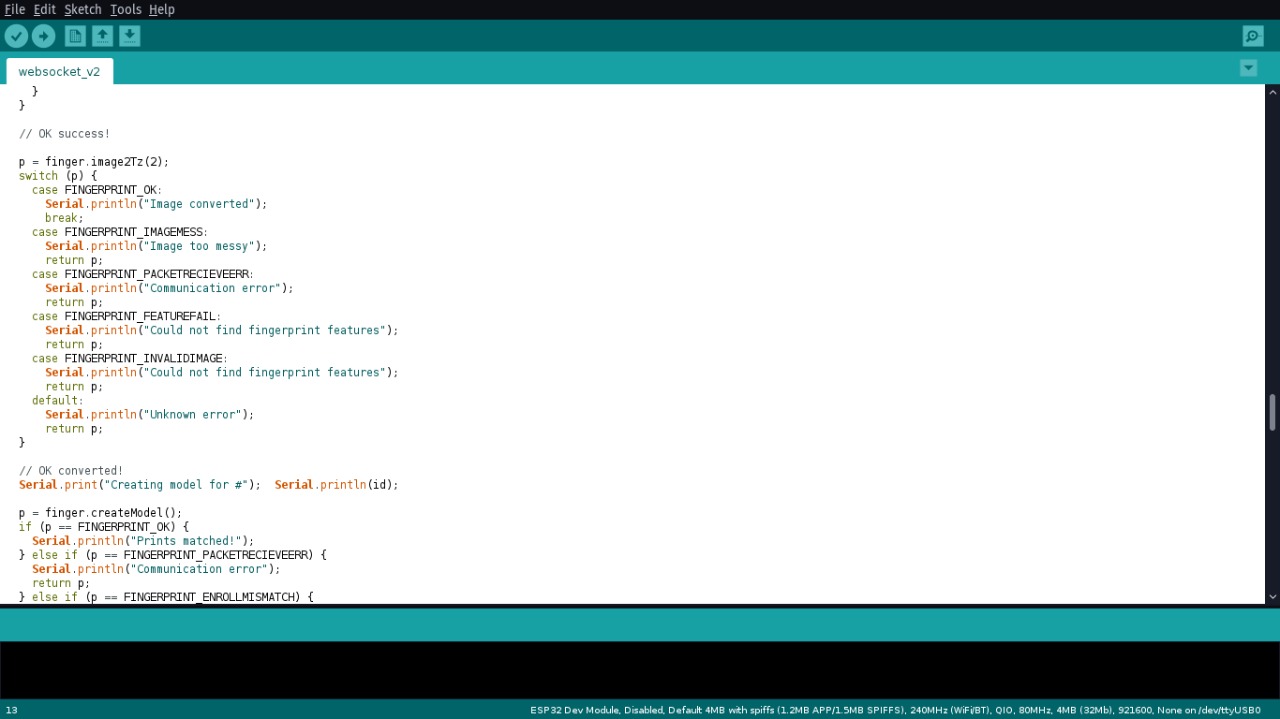 File Edit Sketch Tools Help
websocket_v2
}
}
// OK success!
p = finger.image2Tz(2);
switch (p) {
case FINGERPRINT_OK:
Serial.println("Image converted");
break;
case FINGERPRINT_IMAGEMESS:
Serial.println("Image too messy");
return p;
case FINGERPRINT_PACKETRECIEVEERR:
Serial.println("Communication error");
return p;
case FINGERPRINT_FEATUREFAIL:
Serial.println("Could not find fingerprint features");
return p;
case FINGERPRINT_INVALIDIMAGE:
Serial.println("Could not find fingerprint features");
return p;
default:
Serial.println("Unknown error");
return p;
}
// OK converted!
Serial.print("Creating model for #");  Serial.println(id);
p = finger.createModel();
if (p == FINGERPRINT_OK) {
Serial.println("Prints matched!");
} else if (p == FINGERPRINT_PACKETRECIEVEERR) {
Serial.println("Communication error");
return p;
} else if (p == FINGERPRINT_ENROLLMISMATCH) {
13 ESP32 Dev Module, Disabled, Default 4MB with spiffs (1.2MB APP/1.5MB SPIFFS), 240MHz (WiFi/BT), QIO, 80MHz, 4MB (32Mb), 921600, None on /dev/ttyUSB0